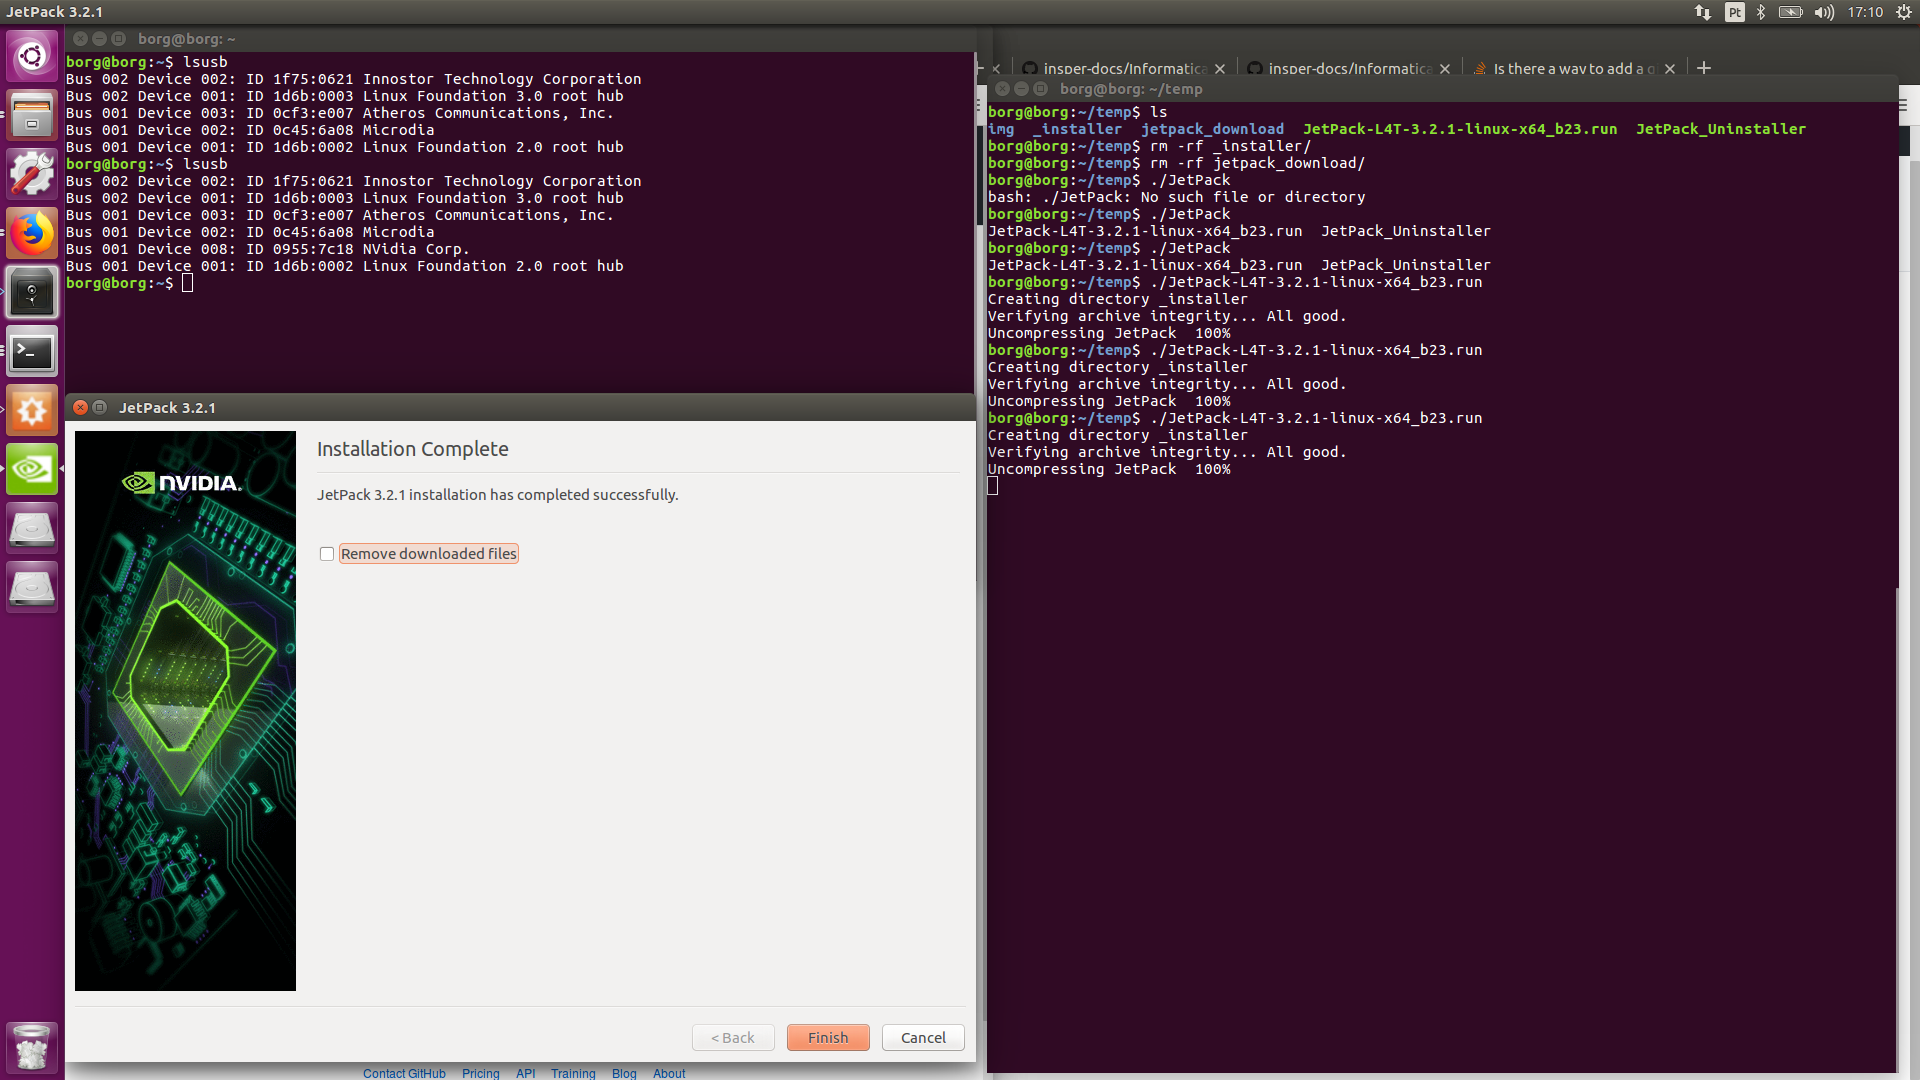 JetPack 3.2.1
Pt
17:10
borg@borg: ~
borg@borg:~$ lsusb
Bus 002 Device 002: ID 1f75:0621 Innostor Technology Corporation
Bus 002 Device 001: ID 1d6b:0003 Linux Foundation 3.0 root hub
Bus 001 Device 003: ID 0cf3:e007 Atheros Communications, Inc.
Bus 001 Device 002: ID 0c45:6a08 Microdia
Bus 001 Device 001: ID 1d6b:0002 Linux Foundation 2.0 root hub
borg@borg:~$ lsusb
Bus 002 Device 002: ID 1f75:0621 Innostor Technology Corporation
Bus 002 Device 001: ID 1d6b:0003 Linux Foundation 3.0 root hub
Bus 001 Device 003: ID 0cf3:e007 Atheros Communications, Inc.
Bus 001 Device 002: ID 0c45:6a08 Microdia
Bus 001 Device 008: ID 0955:7c18 NVidia Corp.
Bus 001 Device 001: ID 1d6b:0002 Linux Foundation 2.0 root hub
borg@borg:~$
JetPack 3.2.1
NVIDIA.
Installation Complete
JetPack 3.2.1 installation has completed successfully.
Remove downloaded files
< Back
Finish
Cancel
Contact GitHub Pricing API Training Blog About
insper-docs/Informatica
insper-docs/Informatica
Is there a way to add a g
borg@borg: ~/temp
borg@borg:~/temp$ ls
img _installer jetpack_download JetPack-L4T-3.2.1-linux-x64_b23.run JetPack_Uninstaller
borg@borg:~/temp$ rm -rf _installer/
borg@borg:~/temp$ rm -rf jetpack_download/
borg@borg:~/temp$ ./JetPack
bash: ./JetPack: No such file or directory
borg@borg:~/temp$ ./JetPack
JetPack-L4T-3.2.1-linux-x64_b23.run JetPack_Uninstaller
borg@borg:~/temp$ ./JetPack
JetPack-L4T-3.2.1-linux-x64_b23.run JetPack_Uninstaller
borg@borg:~/temp$ ./JetPack-L4T-3.2.1-linux-x64_b23.run
Creating directory _installer
Verifying archive integrity... All good.
Uncompressing JetPack 100%
borg@borg:~/temp$ ./JetPack-L4T-3.2.1-linux-x64_b23.run
Creating directory _installer
Verifying archive integrity... All good.
Uncompressing JetPack 100%
borg@borg:~/temp$ ./JetPack-L4T-3.2.1-linux-x64_b23.run
Creating directory _installer
Verifying archive integrity... All good.
Uncompressing JetPack 100%